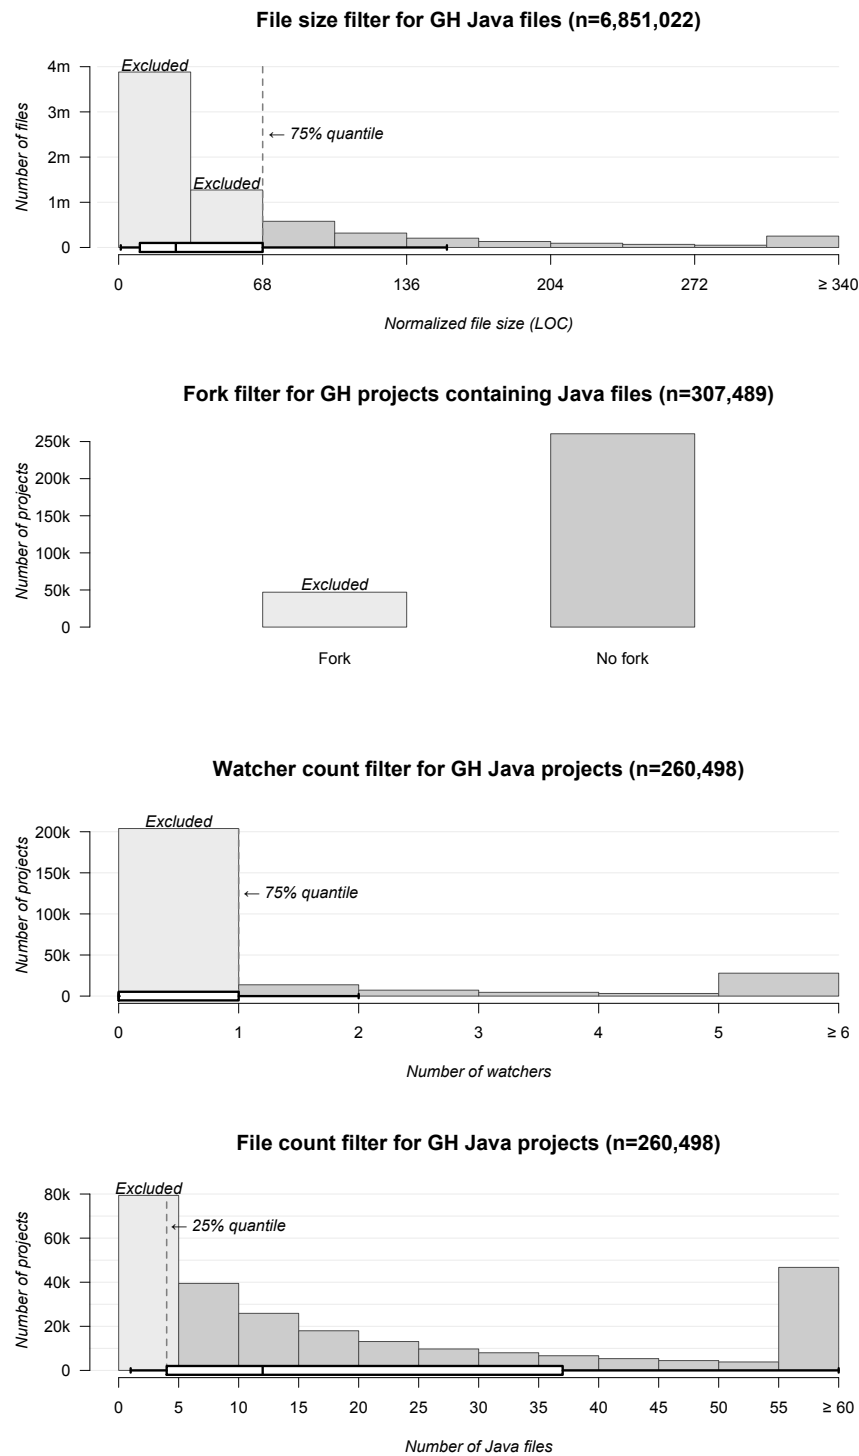 File size filter for GH Java files (n=6,851,022)
4m
3m
2m
1m
0
Number of files
Excluded
Excluded
← 75% quantile
0 68 136 204 272 ≥ 340
Normalized file size (LOC)
Fork filter for GH projects containing Java files (n=307,489)
250k
200k
150k
100k
50k
0
Number of projects
Excluded
Fork No fork
Watcher count filter for GH Java projects (n=260,498)
200k
150k
100k
50k
0
Number of projects
Excluded
← 75% quantile
0 1 2 3 4 5 ≥ 6
Number of watchers
File count filter for GH Java projects (n=260,498)
80k
60k
40k
20k
0
Number of projects
Excluded
← 25% quantile
0 5 10 15 20 25 30 35 40 45 50 55 ≥ 60
Number of Java files